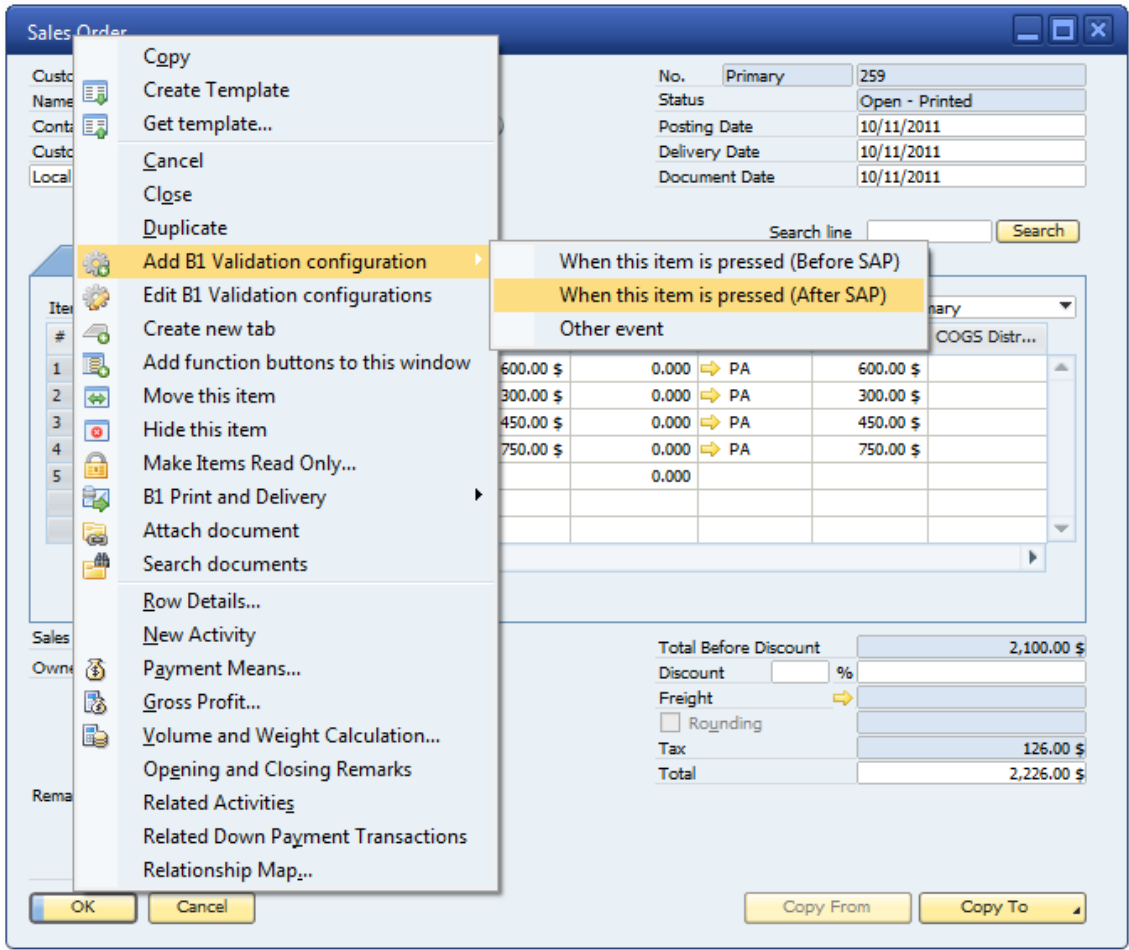 Sales Order
Copy
Create Template
Get template...
Cancel
Close
Duplicate
Add B1 Validation configuration
Edit B1 Validation configurations
Create new tab
Add function buttons to this window
Move this item
Hide this item
Make Items Read Only...
B1 Print and Delivery
Attach document
Search documents
Row Details...
New Activity
Payment Means...
Gross Profit...
Volume and Weight Calculation...
Opening and Closing Remarks
Related Activities
Related Down Payment Transactions
Relationship Map...
When this item is pressed (Before SAP)
When this item is pressed (After SAP)
Other event
Name
Local
No. Primary 259
Status Open - Printed
Posting Date 10/11/2011
Delivery Date 10/11/2011
Document Date 10/11/2011
Search line Search
# COGS Distr...
1 600.00 $ 0.000 PA 600.00 $
2 300.00 $ 0.000 PA 300.00 $
3 450.00 $ 0.000 PA 450.00 $
4 750.00 $ 0.000 PA 750.00 $
5 0.000
Sales
Total Before Discount 2,100.00 $
Discount %
Freight
Rounding
Tax 126.00 $
Total 2,226.00 $
OK Cancel Copy From Copy To